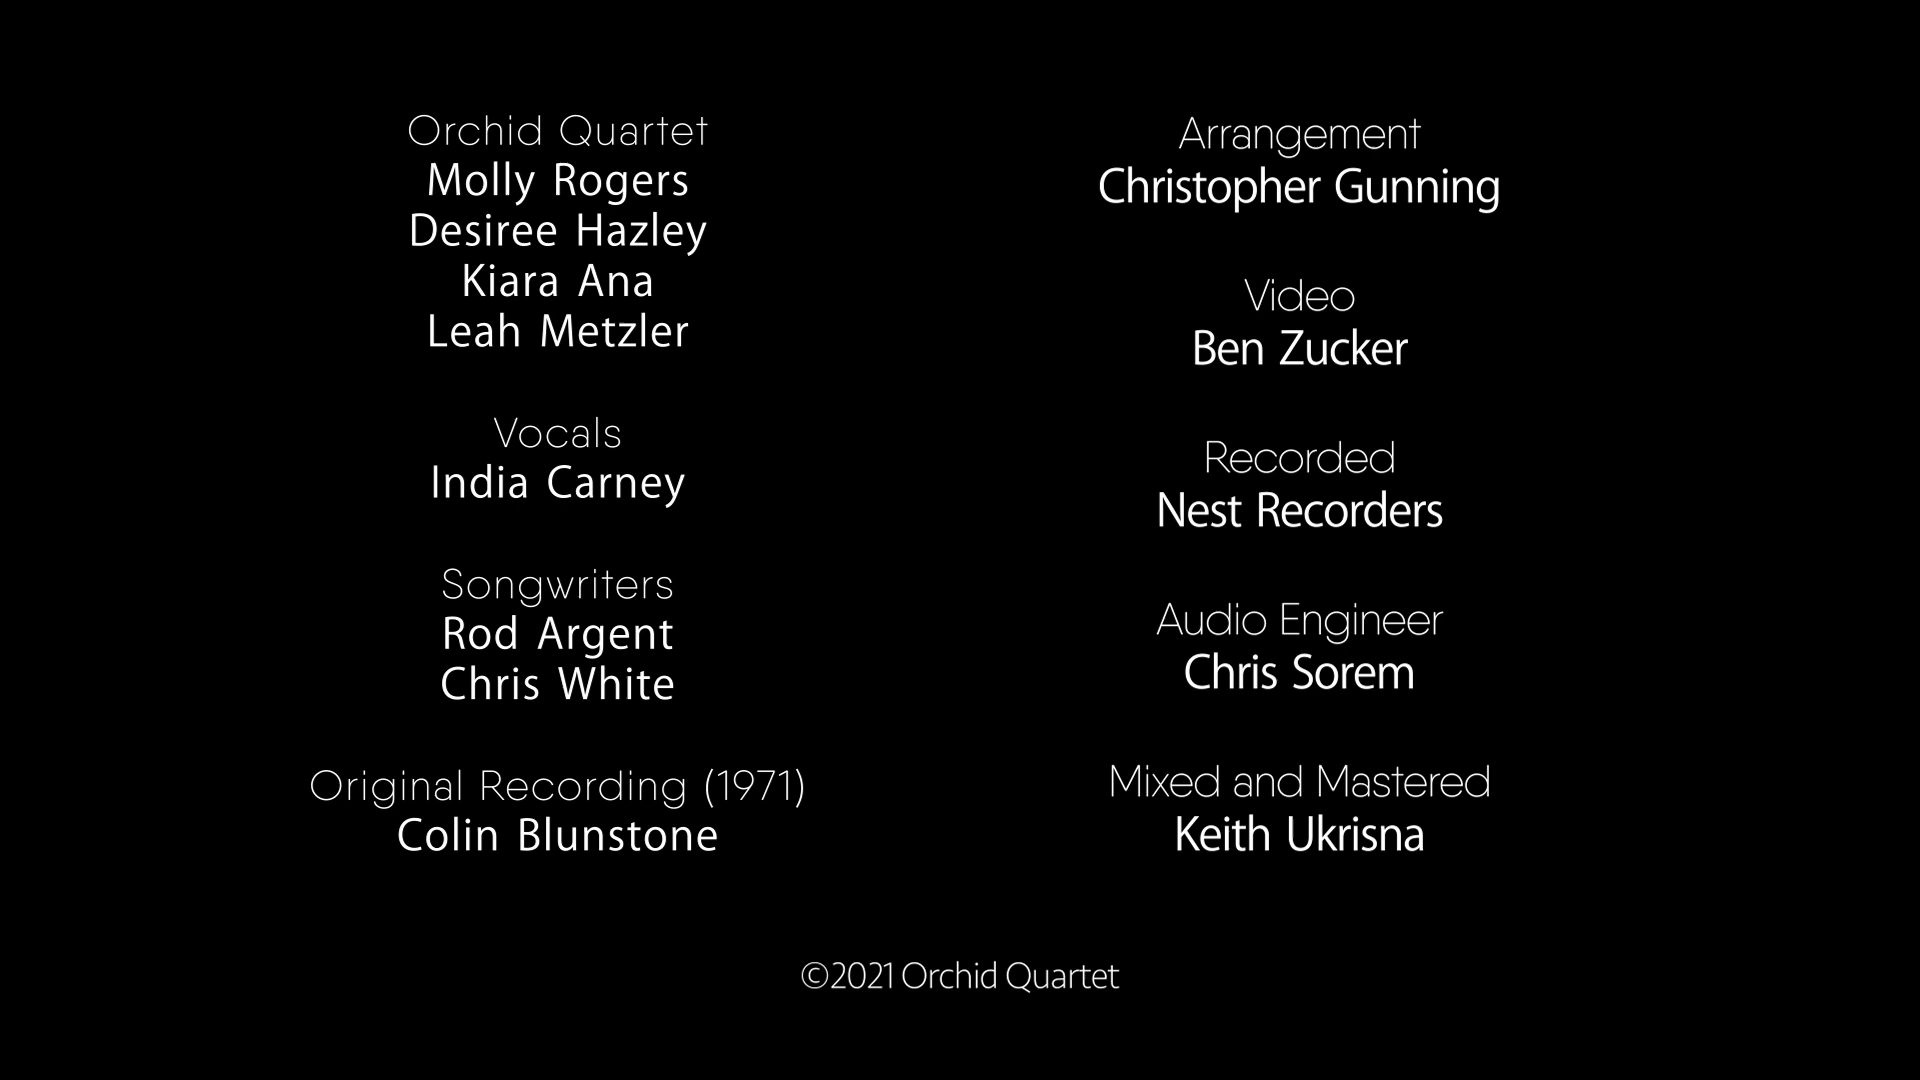 Orchid Quartet
Molly Rogers
Desiree Hazley
Kiara Ana
Leah Metzler
Vocals
India Carney
Songwriters
Rod Argent
Chris White
Original Recording (1971)
Colin Blunstone
Arrangement
Christopher Gunning
Video
Ben Zucker
Recorded
Nest Recorders
Audio Engineer
Chris Sorem
Mixed and Mastered
Keith Ukrisna
©2021 Orchid Quartet